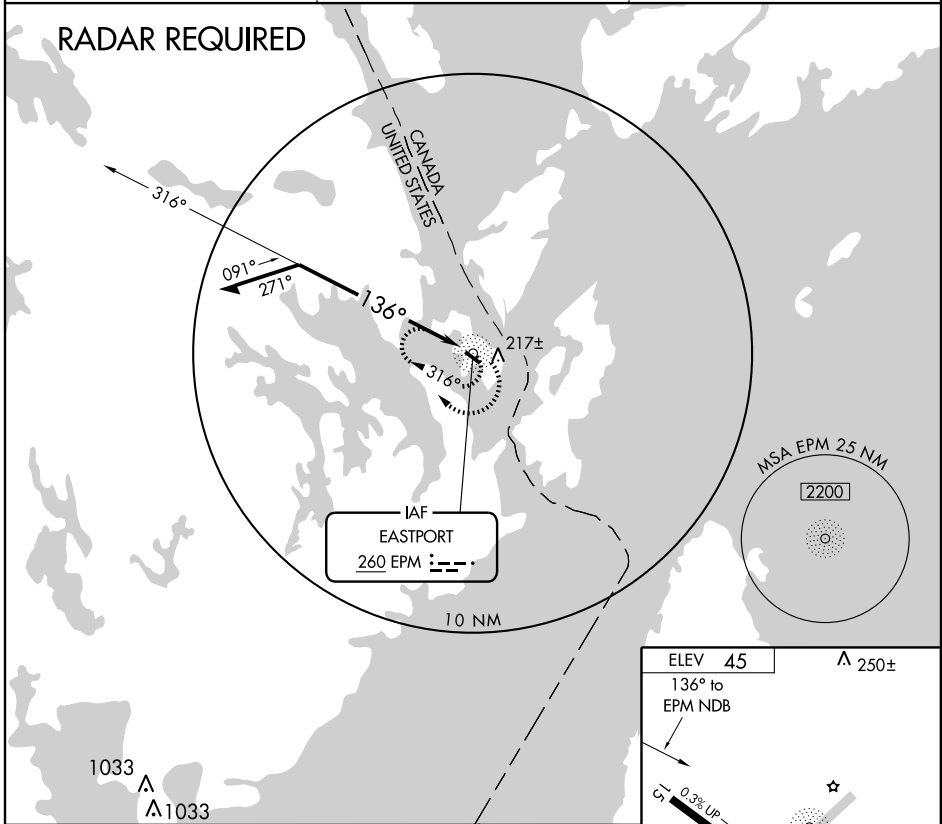 RADAR REQUIRED
CANADA
UNITED STATES
316°
091°
271°
136°
217±
316°
MSA EPM 25 NM
2200
IAF
EASTPORT
260 EPM
10 NM
ELEV 45
250±
136° to
EPM NDB
1033
1033
15
0.3% UP